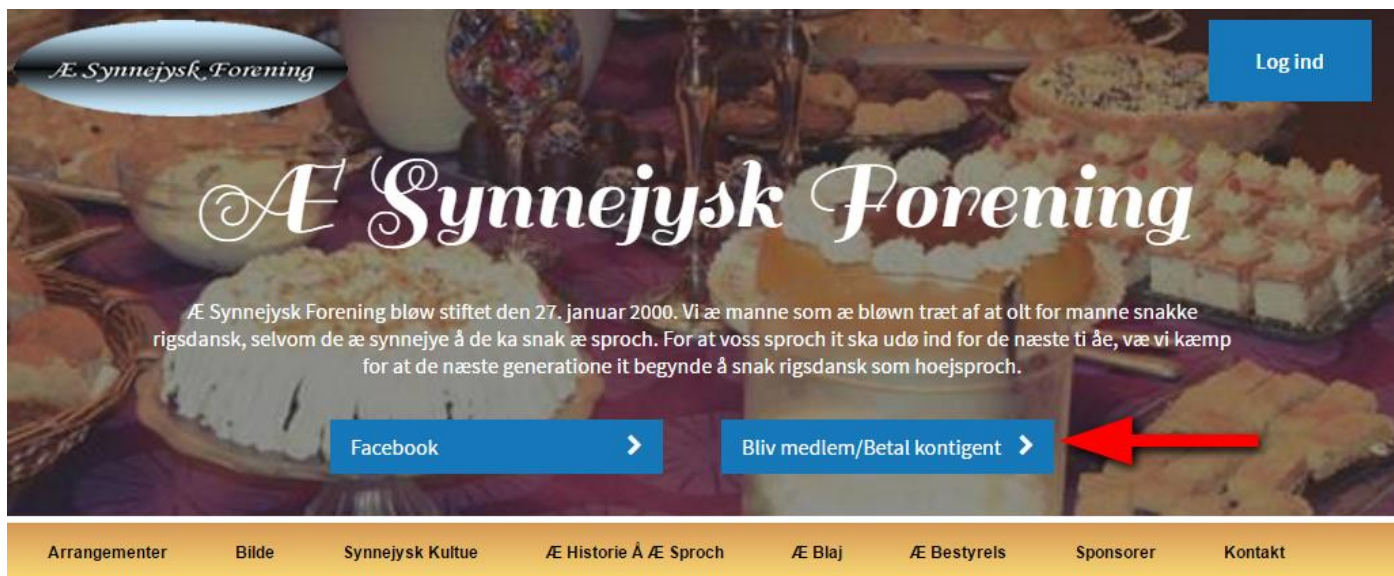 Æ Synnejysk Forening
Log ind
Æ Synnejysk Forening
Æ Synnejysk Forening bløw stiftet den 27. januar 2000. Vi æ manne som æ bløwn træt af at olt for manne snakke
rigsdansk, selvom de æ synnejye å de ka snak æ sproch. For at voss sproch it ska udø ind for de næste ti åe, væ vi kæmp
for at de næste generatione it begynde å snak rigsdansk som hoejsproch.
Facebook
Bliv medlem/Betal kontigent
Arrangementer Bilde Synnejysk Kultue Æ Historie Å Æ Sproch Æ Blaj Æ Bestyrels Sponsorer Kontakt